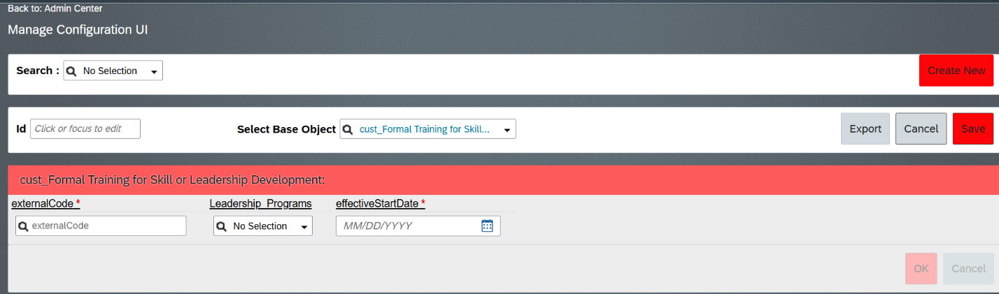 Back to: Admin Center
Manage Configuration UI
Search : No Selection Create New
Id Click or focus to edit Select Base Object cust_Formal Training for Skill... Export Cancel Save
cust_Formal Training for Skill or Leadership Development:
externalCode * Leadership_Programs effectiveStartDate *
externalCode No Selection MM/DD/YYYY
OK Cancel